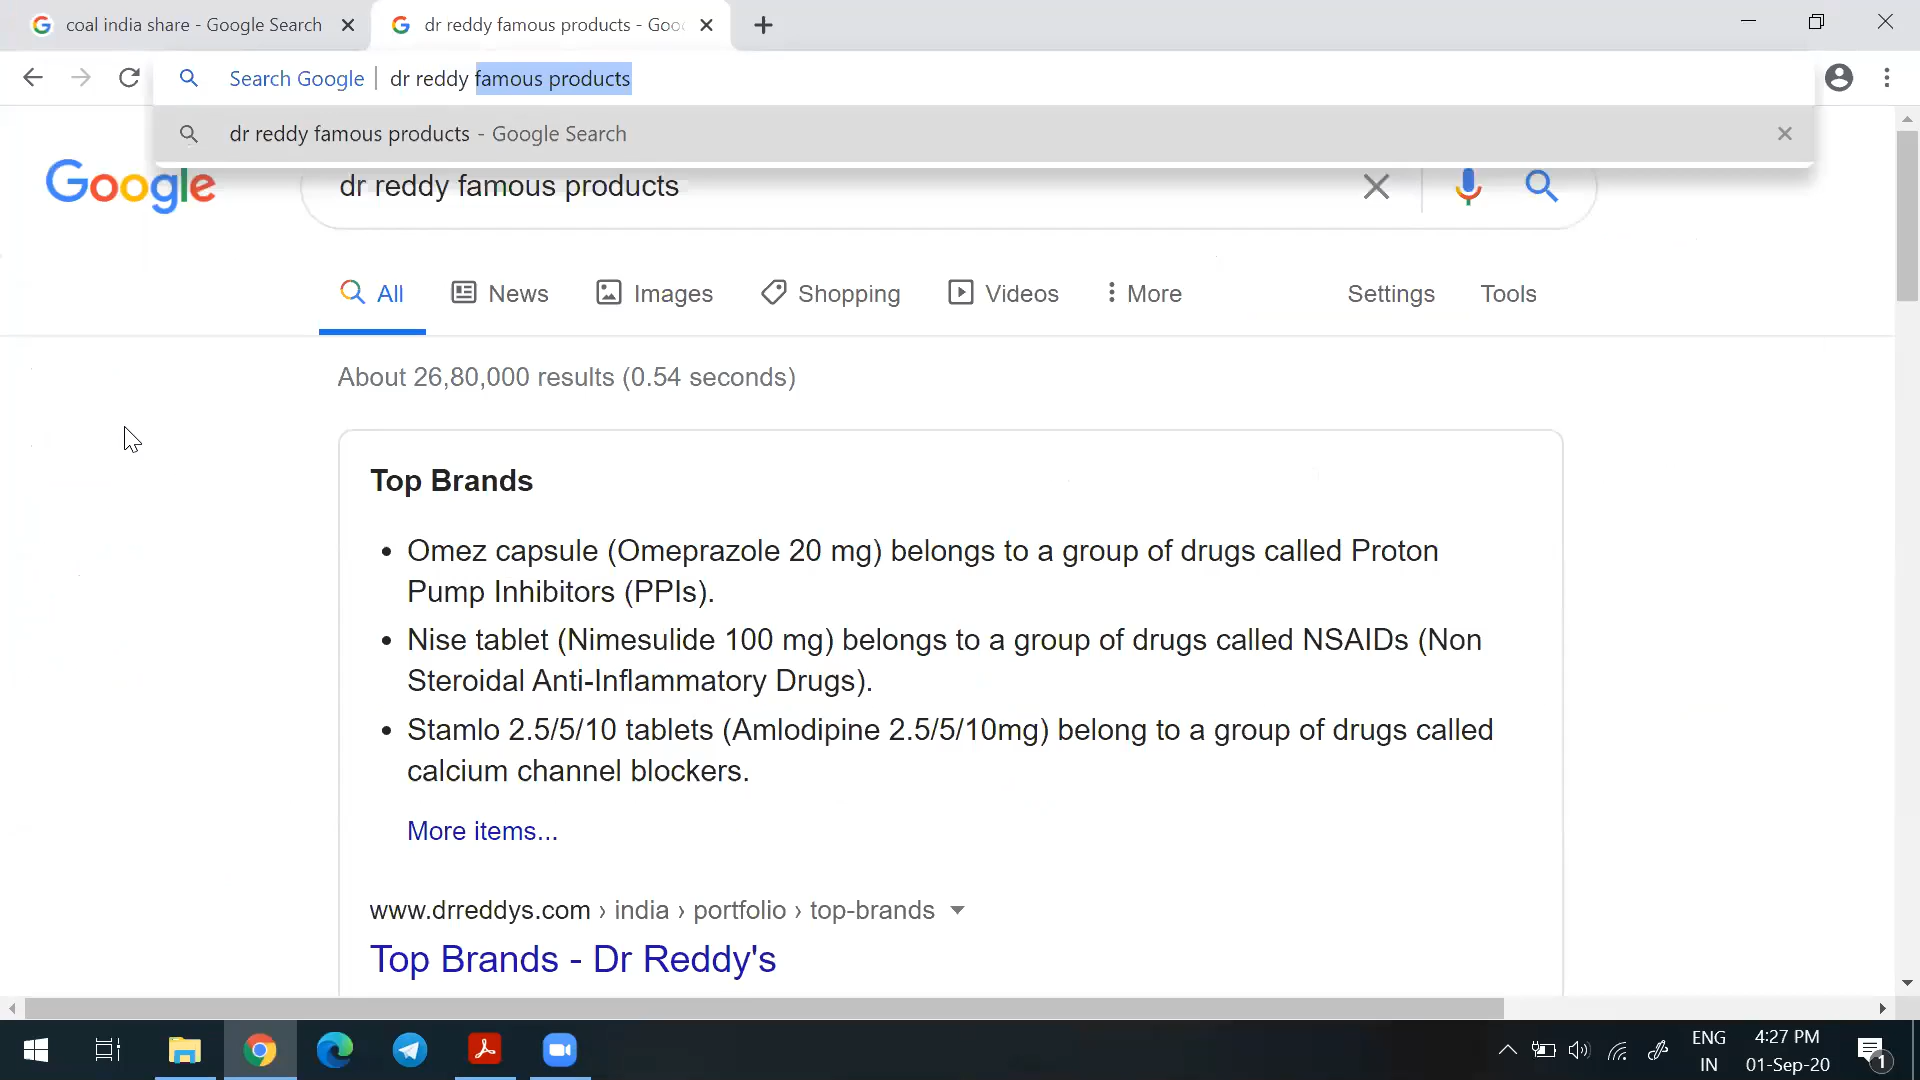 coal india share - Google Search
dr reddy famous products - Goo
Search Google | dr reddy famous products
dr reddy famous products - Google Search
Google
dr reddy famous products
All News Images Shopping Videos More Settings Tools
About 26,80,000 results (0.54 seconds)
Top Brands
• Omez capsule (Omeprazole 20 mg) belongs to a group of drugs called Proton
Pump Inhibitors (PPIs).
• Nise tablet (Nimesulide 100 mg) belongs to a group of drugs called NSAIDs (Non
Steroidal Anti-Inflammatory Drugs).
• Stamlo 2.5/5/10 tablets (Amlodipine 2.5/5/10mg) belong to a group of drugs called
calcium channel blockers.
More items...
www.drreddys.com › india › portfolio › top-brands
Top Brands - Dr Reddy's
ENG 4:27 PM
IN 01-Sep-20 1